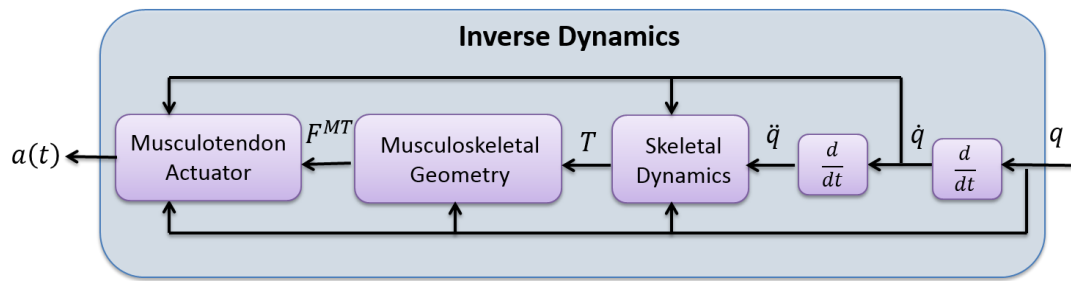 Inverse Dynamics
a(t)
Musculotendon
Actuator
F^{MT}
Musculoskeletal
Geometry
T
Skeletal
Dynamics
q̈
d
dt
q̇
d
dt
q